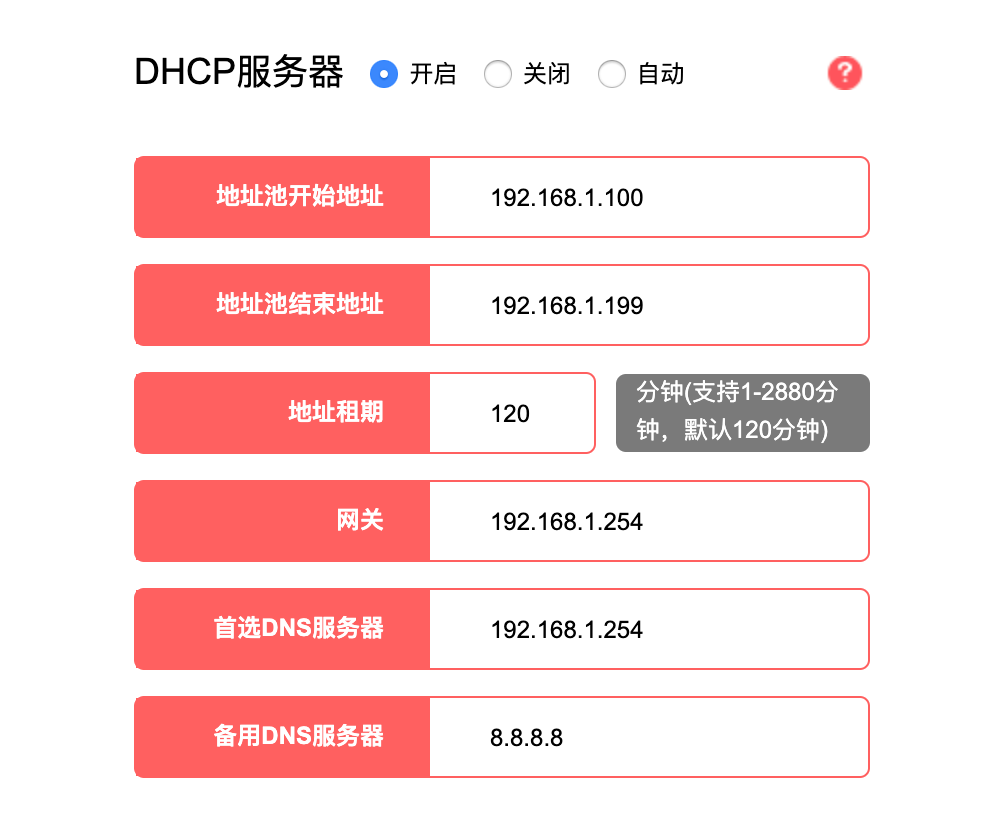 DHCP服务器 开启 关闭 自动 ?
地址池开始地址 192.168.1.100
地址池结束地址 192.168.1.199
地址租期 120 分钟(支持1-2880分
钟，默认120分钟)
网关 192.168.1.254
首选DNS服务器 192.168.1.254
备用DNS服务器 8.8.8.8